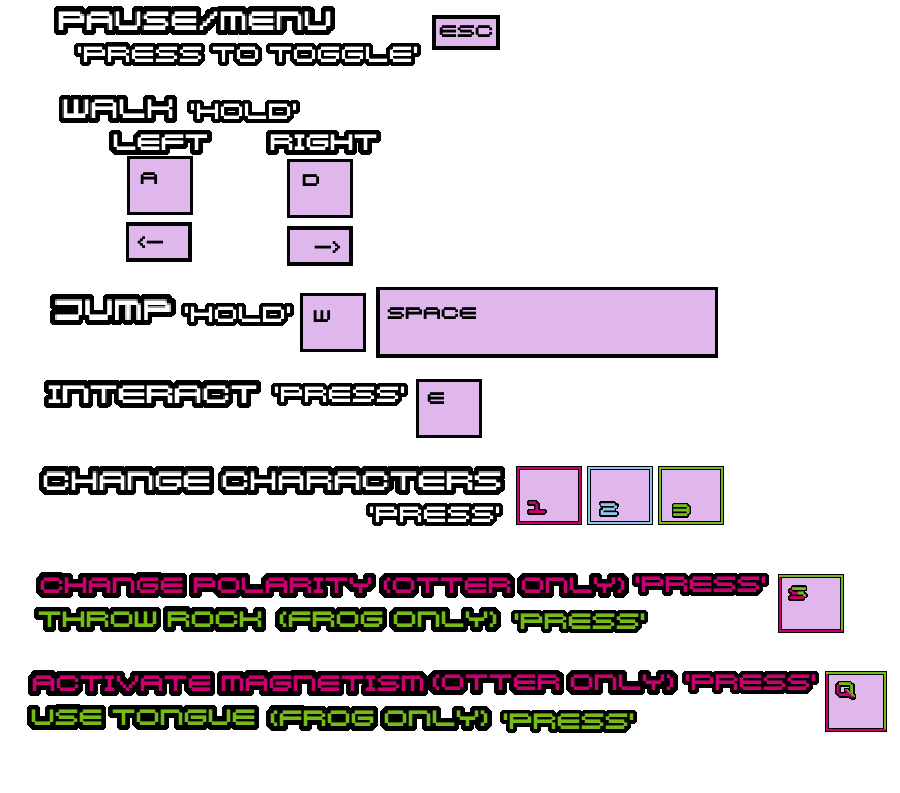 PAUSE/MENU ESC
'PRESS TO TOGGLE'
WALK 'HOLD'
LEFT RIGHT
A D
<— —>
JUMP 'HOLD' W SPACE
INTERACT 'PRESS' E
CHANGE CHARACTERS
'PRESS' 1 2 3
CHANGE POLARITY (OTTER ONLY) 'PRESS' S
THROW ROCK (FROG ONLY) 'PRESS'
ACTIVATE MAGNETISM (OTTER ONLY) 'PRESS' Q
USE TONGUE (FROG ONLY) 'PRESS'